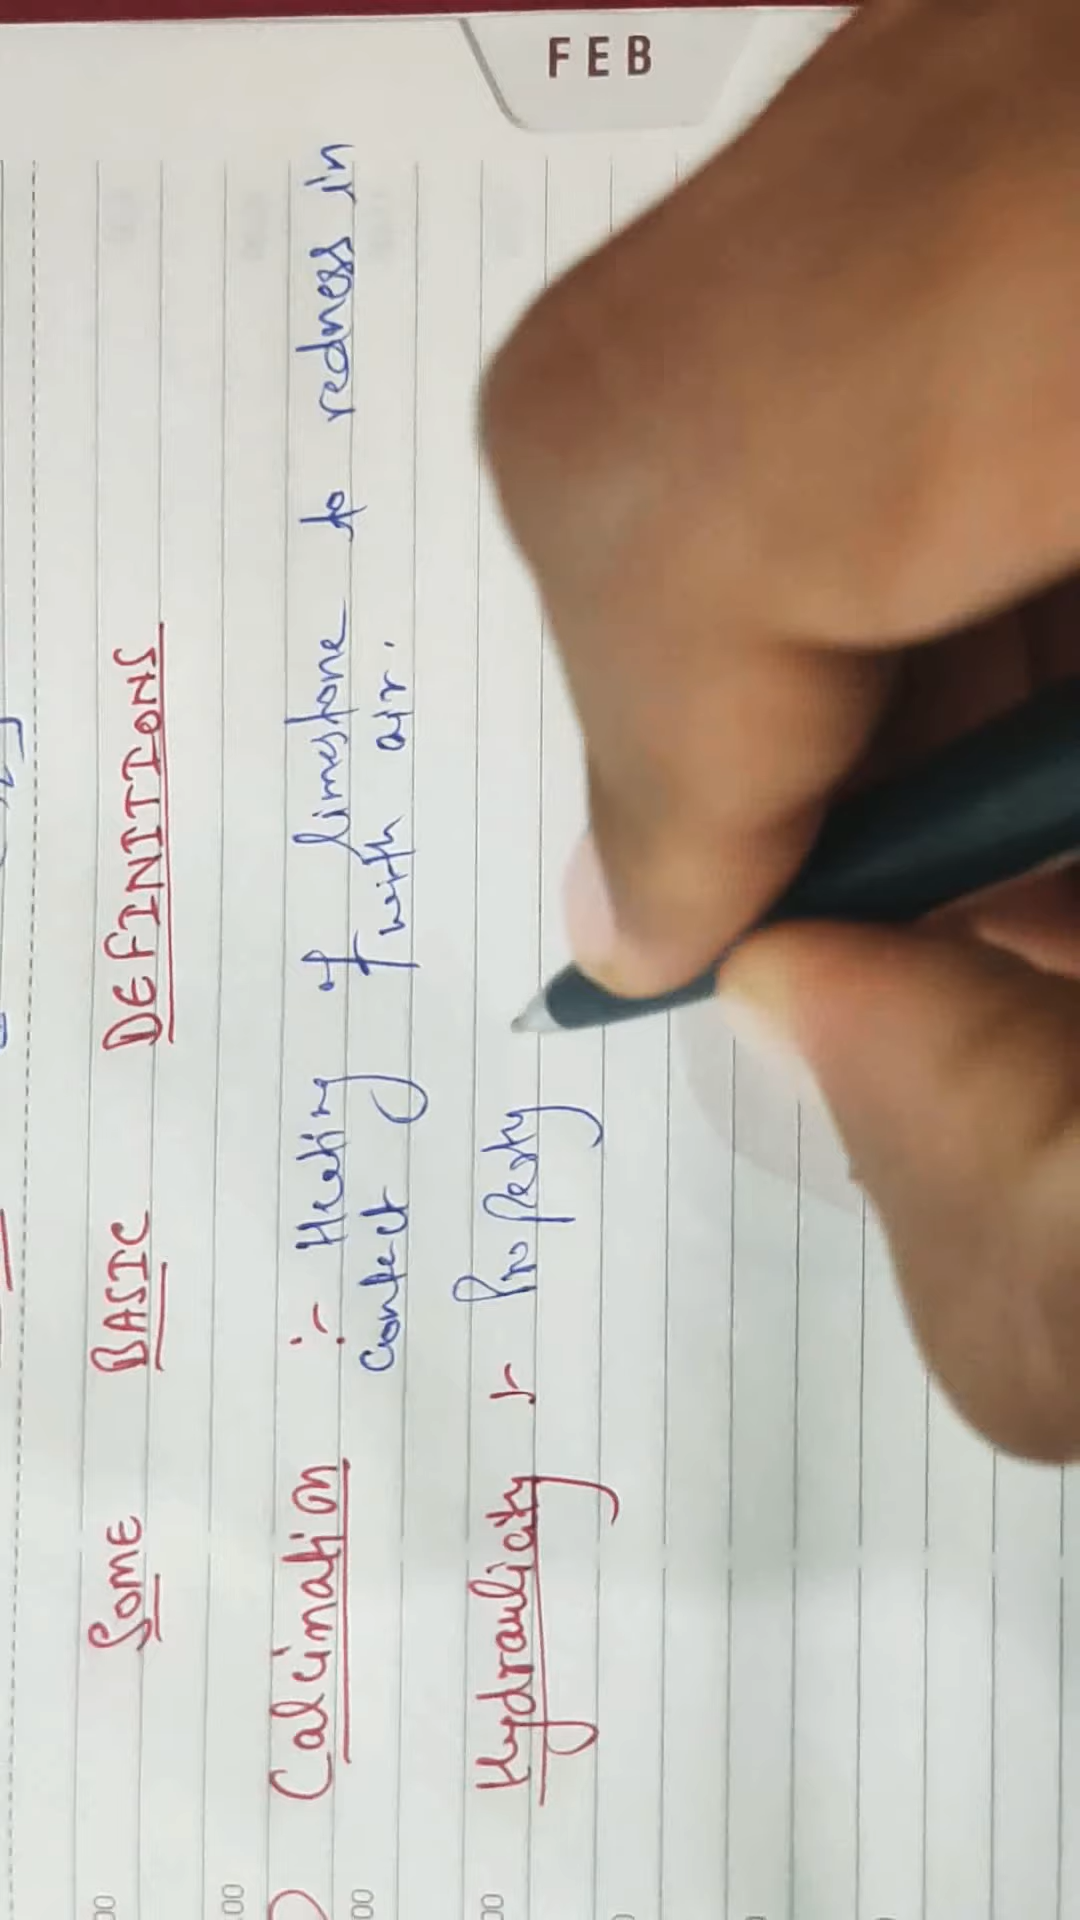 FEB
SOME BASIC DEFINITIONS
Calcination :- Heating of limestone to redness in
contact with air.
Hydraulicity :- Property